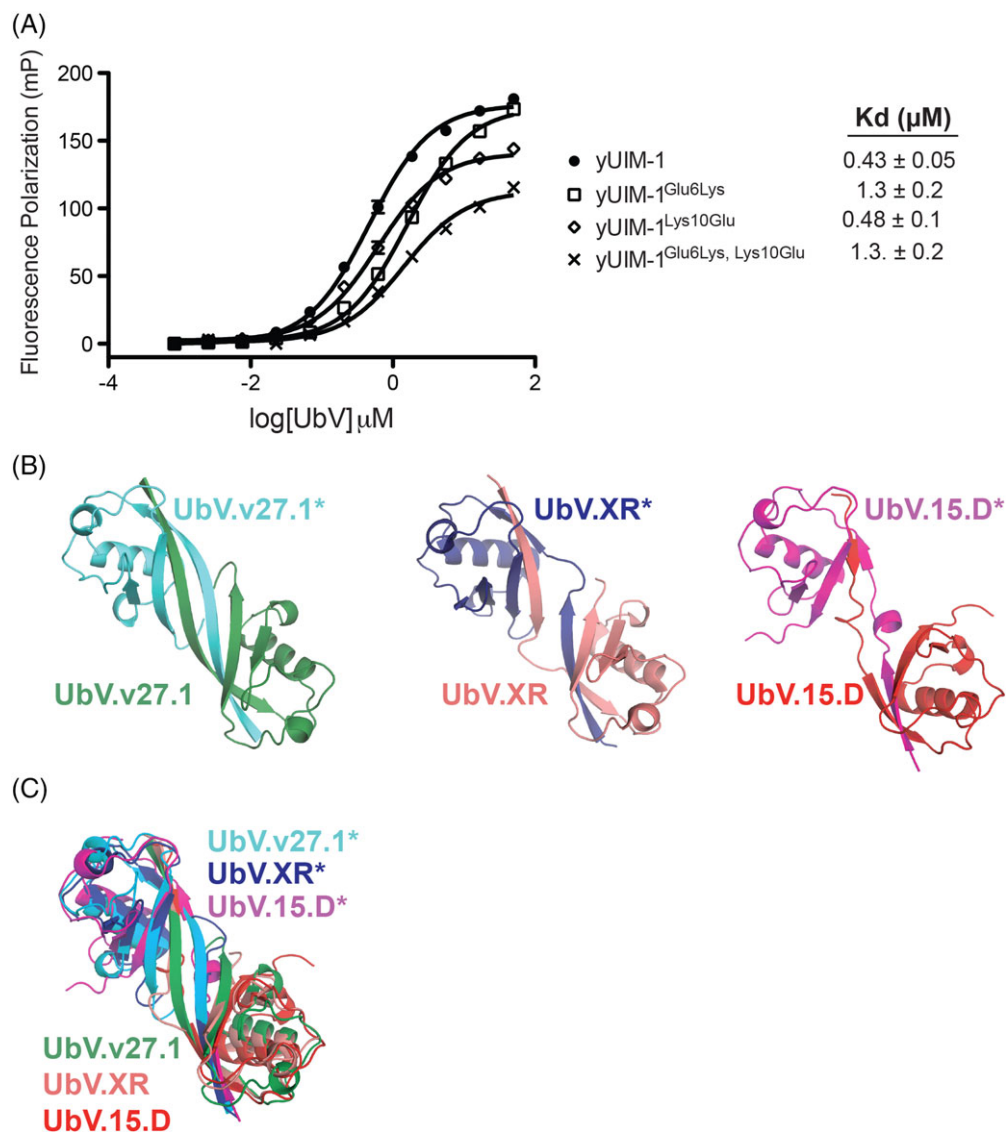 (A)
Fluorescence Polarization (mP)
200
150
100
50
0
-4
-2
0
2
log[UbV]μM
Kd (μM)
yUIM-1 0.43 ± 0.05
yUIM-1Glu6Lys 1.3 ± 0.2
yUIM-1Lys10Glu 0.48 ± 0.1
yUIM-1Glu6Lys, Lys10Glu 1.3. ± 0.2
(B)
UbV.v27.1*
UbV.v27.1
UbV.XR*
UbV.XR
UbV.15.D*
UbV.15.D
(C)
UbV.v27.1*
UbV.XR*
UbV.15.D*
UbV.v27.1
UbV.XR
UbV.15.D